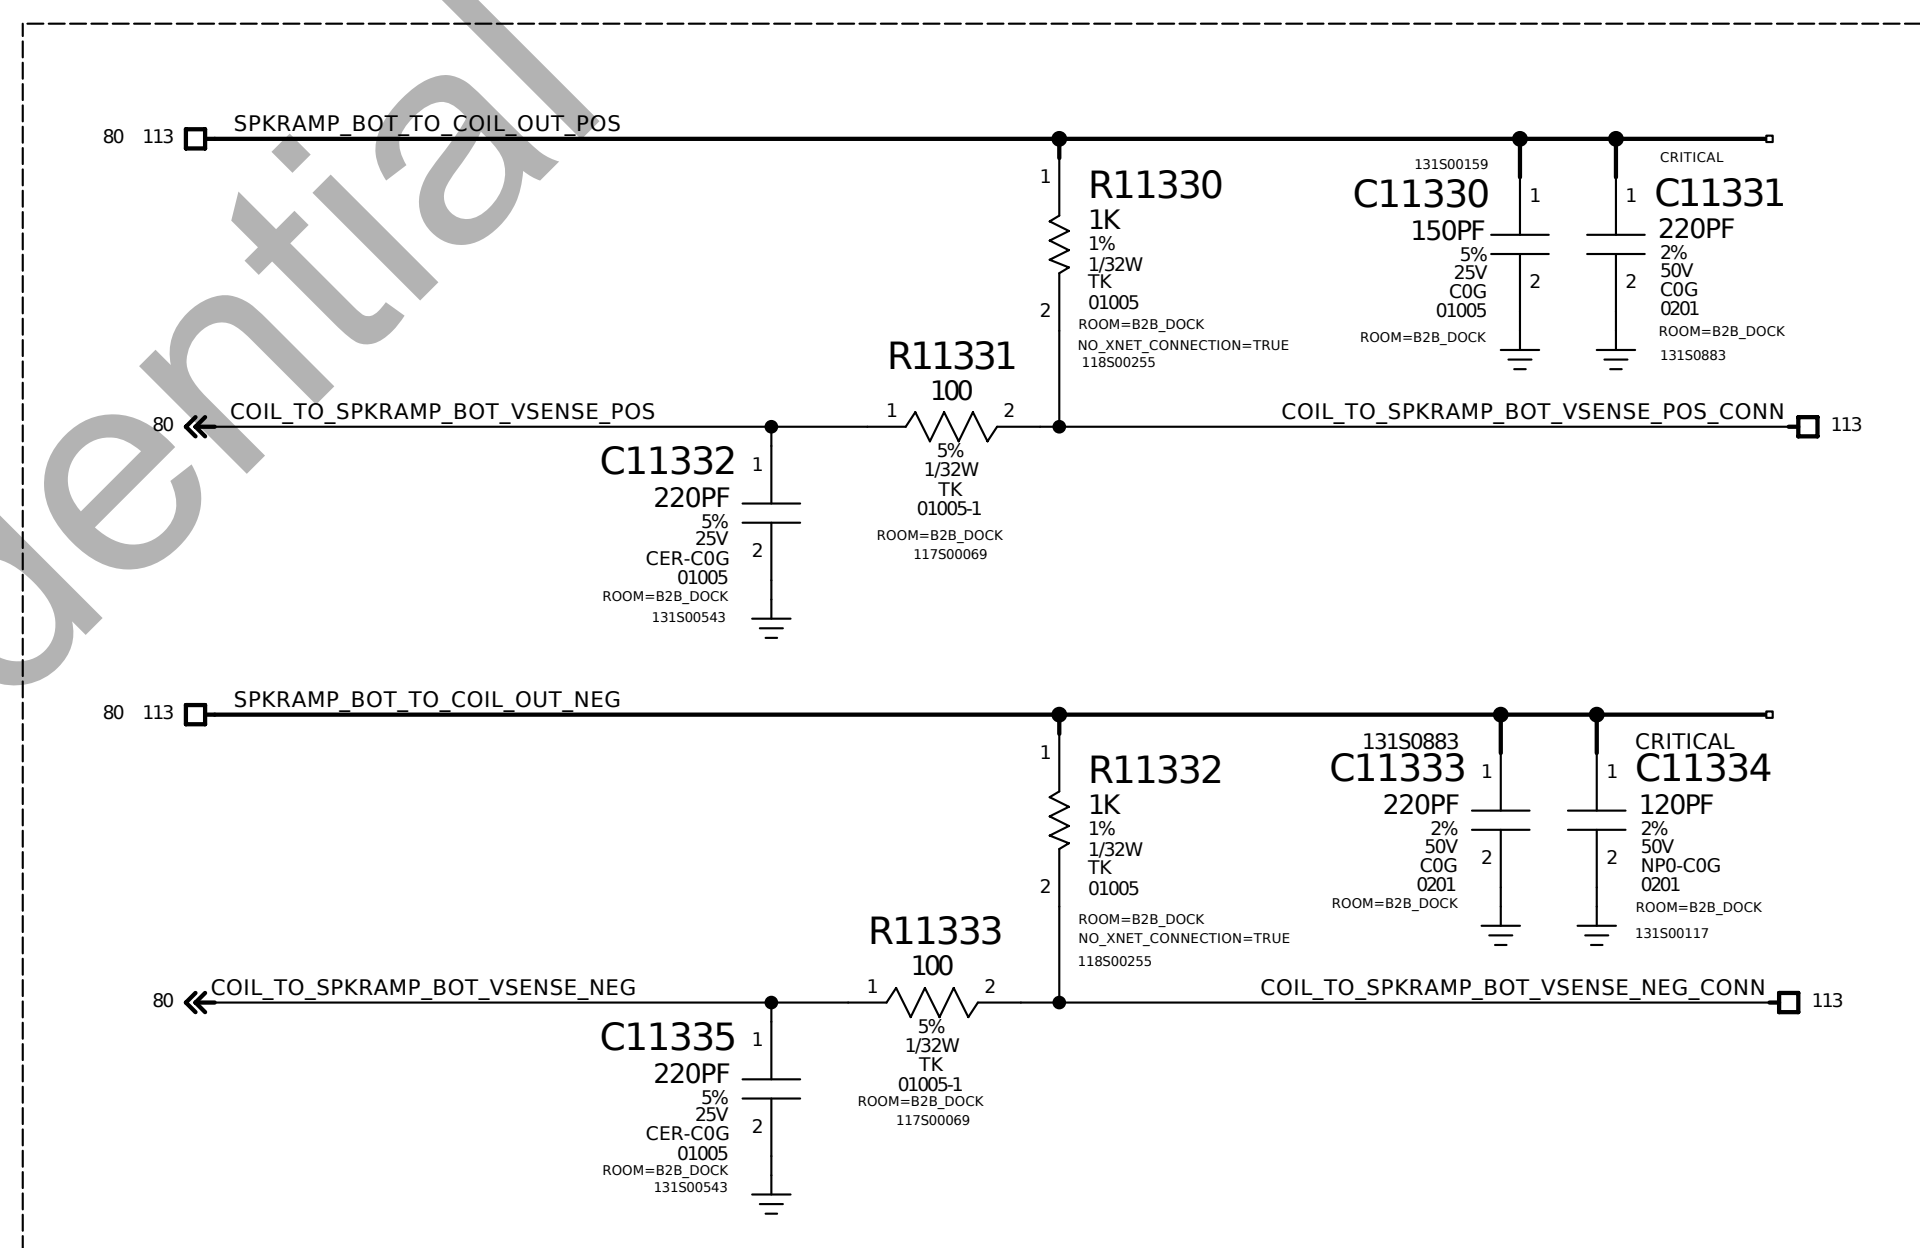 dential
80 113 SPKRAMP_BOT_TO_COIL_OUT_POS
1
R11330
1K
1%
1/32W
TK
01005
2
ROOM=B2B_DOCK
NO_XNET_CONNECTION=TRUE
118S00255
131S00159
C11330
150PF
5%
25V
C0G
01005
ROOM=B2B_DOCK
1
2
CRITICAL
C11331
220PF
2%
50V
C0G
0201
ROOM=B2B_DOCK
131S0883
1
2
R11331
100
1 2
5%
1/32W
TK
01005-1
ROOM=B2B_DOCK
117S00069
80 COIL_TO_SPKRAMP_BOT_VSENSE_POS
COIL_TO_SPKRAMP_BOT_VSENSE_POS_CONN 113
C11332
220PF
5%
25V
CER-C0G
01005
ROOM=B2B_DOCK
131S00543
1
2
80 113 SPKRAMP_BOT_TO_COIL_OUT_NEG
1
R11332
1K
1%
1/32W
TK
01005
2
ROOM=B2B_DOCK
NO_XNET_CONNECTION=TRUE
118S00255
131S0883
C11333
220PF
2%
50V
C0G
0201
ROOM=B2B_DOCK
1
2
CRITICAL
C11334
120PF
2%
50V
NP0-C0G
0201
ROOM=B2B_DOCK
131S00117
1
2
R11333
100
1 2
5%
1/32W
TK
01005-1
ROOM=B2B_DOCK
117S00069
80 COIL_TO_SPKRAMP_BOT_VSENSE_NEG
COIL_TO_SPKRAMP_BOT_VSENSE_NEG_CONN 113
C11335
220PF
5%
25V
CER-C0G
01005
ROOM=B2B_DOCK
131S00543
1
2